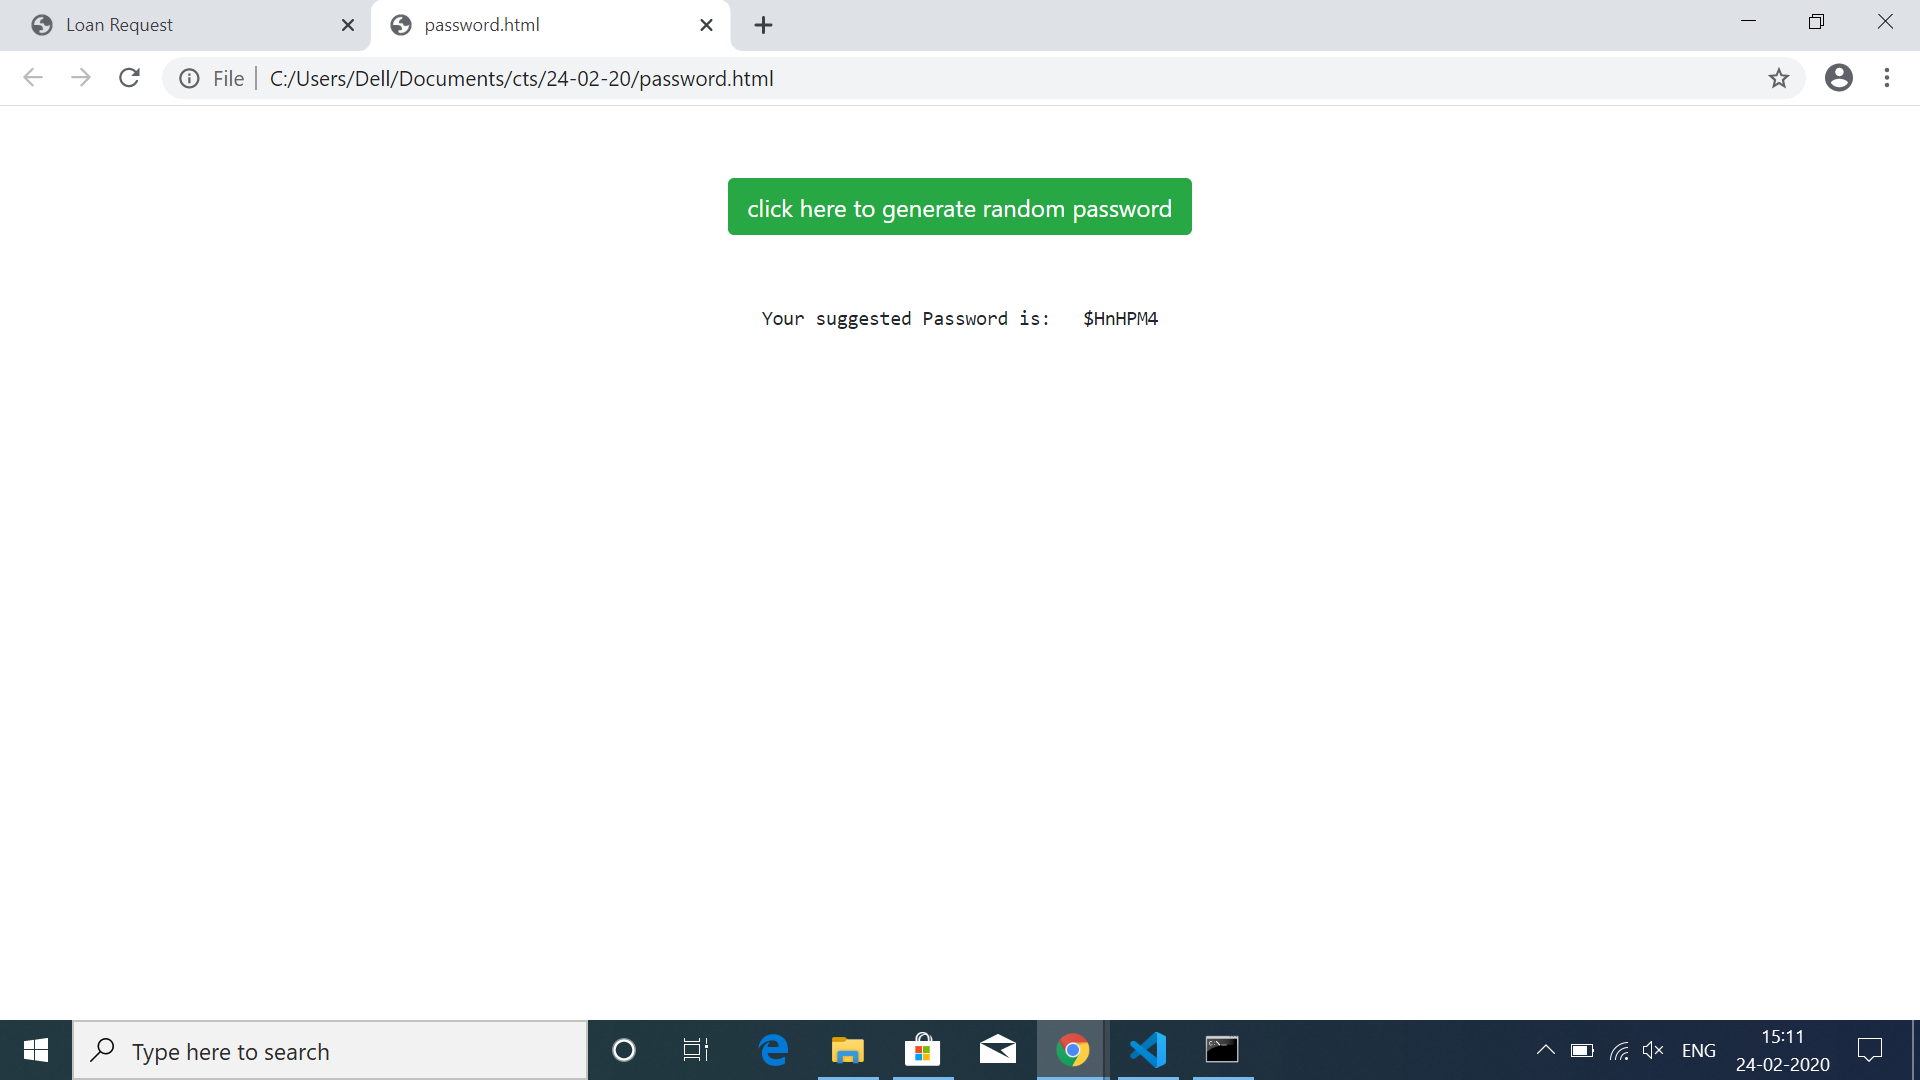 Loan Request
password.html
File
C:/Users/Dell/Documents/cts/24-02-20/password.html
click here to generate random password
Your suggested Password is: $HnHPM4
Type here to search
ENG
15:11
24-02-2020